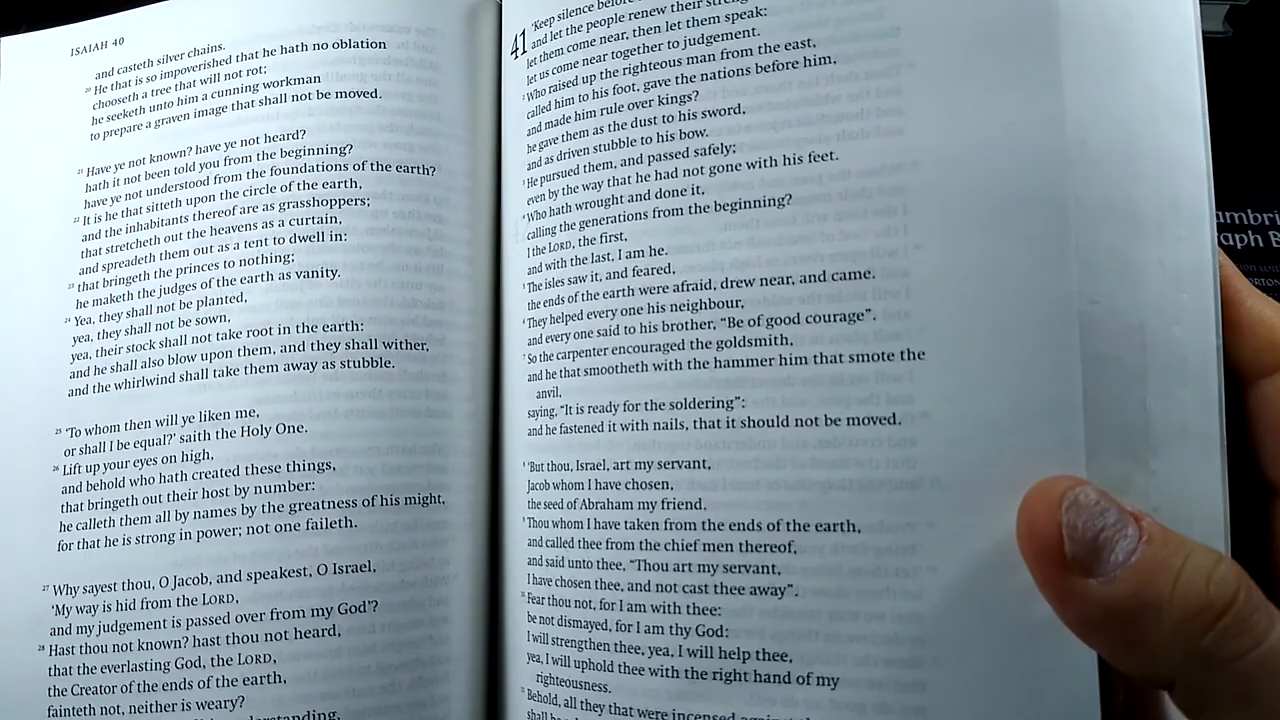 ISAIAH 40
and casteth silver chains.
20 He that is so impoverished that he hath no oblation
chooseth a tree that will not rot;
he seeketh unto him a cunning workman
to prepare a graven image that shall not be moved.
21 Have ye not known? have ye not heard?
hath it not been told you from the beginning?
have ye not understood from the foundations of the earth?
22 It is he that sitteth upon the circle of the earth,
and the inhabitants thereof are as grasshoppers;
that stretcheth out the heavens as a curtain,
and spreadeth them out as a tent to dwell in:
23 that bringeth the princes to nothing;
he maketh the judges of the earth as vanity.
24 Yea, they shall not be planted,
yea, they shall not be sown,
yea, their stock shall not take root in the earth:
and he shall also blow upon them, and they shall wither,
and the whirlwind shall take them away as stubble.
25 ‘To whom then will ye liken me,
or shall I be equal?’ saith the Holy One.
26 Lift up your eyes on high,
and behold who hath created these things,
that bringeth out their host by number:
he calleth them all by names by the greatness of his might,
for that he is strong in power; not one faileth.
27 Why sayest thou, O Jacob, and speakest, O Israel,
‘My way is hid from the LORD,
and my judgement is passed over from my God’?
28 Hast thou not known? hast thou not heard,
that the everlasting God, the LORD,
the Creator of the ends of the earth,
fainteth not, neither is weary?
41 ‘Keep silence before
and let the people renew their
let them come near, then let them speak:
let us come near together to judgement.
2 Who raised up the righteous man from the east,
called him to his foot, gave the nations before him,
and made him rule over kings?
he gave them as the dust to his sword,
and as driven stubble to his bow.
3 He pursued them, and passed safely;
even by the way that he had not gone with his feet.
4 Who hath wrought and done it,
calling the generations from the beginning?
I the LORD, the first,
and with the last, I am he.
5 The isles saw it, and feared,
the ends of the earth were afraid, drew near, and came.
6 They helped every one his neighbour,
and every one said to his brother, “Be of good courage”.
7 So the carpenter encouraged the goldsmith,
and he that smootheth with the hammer him that smote the
anvil,
saying, “It is ready for the soldering”:
and he fastened it with nails, that it should not be moved.
8 ‘But thou, Israel, art my servant,
Jacob whom I have chosen,
the seed of Abraham my friend.
9 Thou whom I have taken from the ends of the earth,
and called thee from the chief men thereof,
and said unto thee, “Thou art my servant,
I have chosen thee, and not cast thee away”.
10 Fear thou not, for I am with thee:
be not dismayed, for I am thy God:
I will strengthen thee, yea, I will help thee,
yea, I will uphold thee with the right hand of my
righteousness.
11 Behold, all they that were incensed
shall